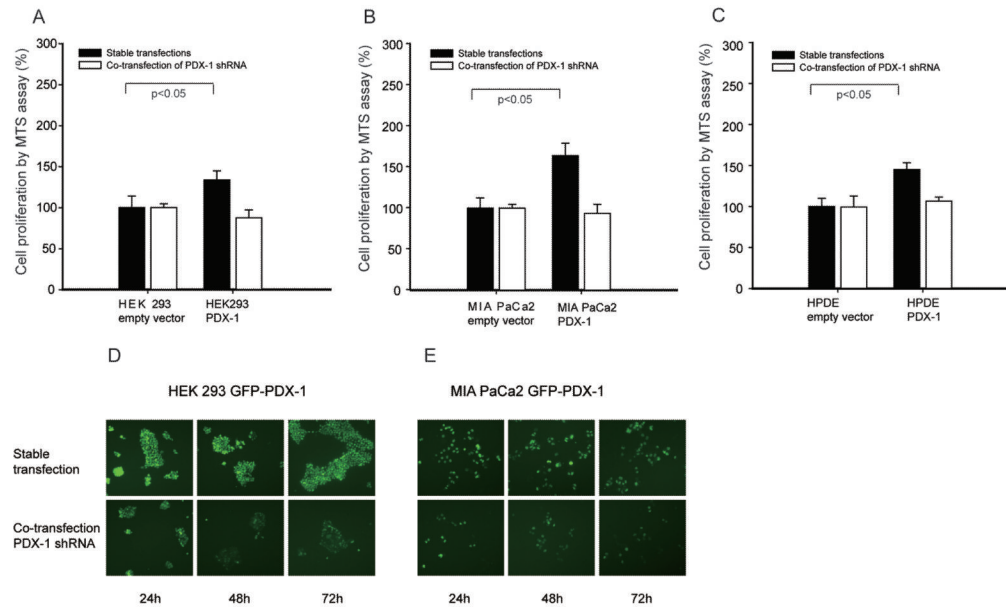 A
Cell proliferation by MTS assay (%)
300
250
200
150
100
50
0
Stable transfections
Co-transfection of PDX-1 shRNA
p<0.05
HEK 293
empty vector
HEK293
PDX-1
B
Cell proliferation by MTS assay (%)
300
250
200
150
100
50
0
Stable transfections
Co-transfection of PDX-1 shRNA
p<0.05
MIA PaCa2
empty vector
MIA PaCa2
PDX-1
C
Cell proliferation by MTS assay (%)
300
250
200
150
100
50
0
Stable transfections
Co-transfection of PDX-1 shRNA
p<0.05
HPDE
empty vector
HPDE
PDX-1
D
HEK 293 GFP-PDX-1
E
MIA PaCa2 GFP-PDX-1
Stable
transfection
Co-transfection
PDX-1 shRNA
24h
48h
72h
24h
48h
72h